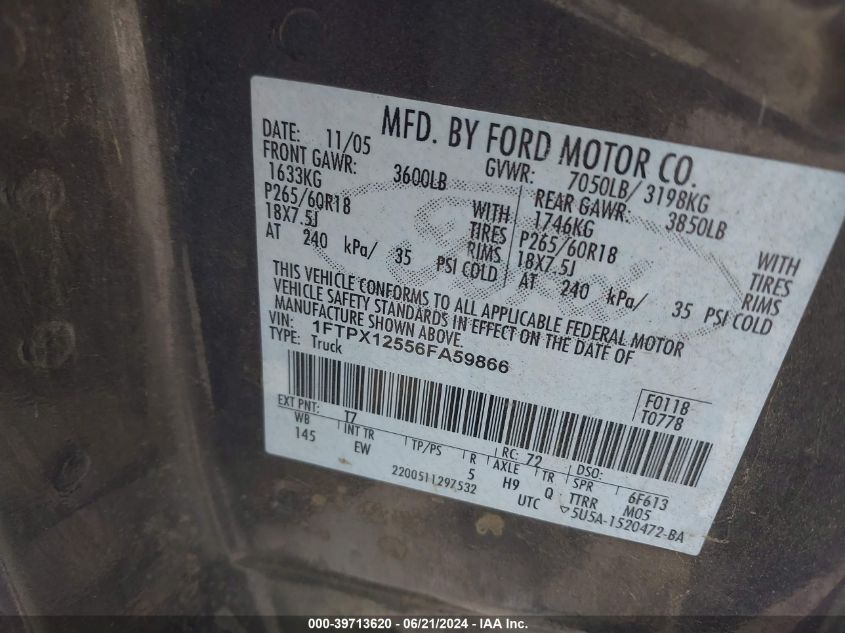 MFD. BY FORD MOTOR CO.
DATE: 11/05 GVWR: 7050LB/ 3198KG
FRONT GAWR: 3600LB REAR GAWR: 3850LB
1633KG WITH 1746KG WITH
P265/60R18 TIRES P265/60R18 TIRES
18X7.5J RIMS 18X7.5J RIMS
AT 240 kPa/ 35 PSI COLD AT 240 kPa/ 35 PSI COLD
THIS VEHICLE CONFORMS TO ALL APPLICABLE FEDERAL MOTOR
VEHICLE SAFETY STANDARDS IN EFFECT ON THE DATE OF
MANUFACTURE SHOWN ABOVE.
VIN: 1FTPX12556FA59866
TYPE: Truck
F0118
T0778
EXT PNT: T7 RC: 72 DSO:
WB INT TR TP/PS R AXLE TR SPR 6F613
145 EW 5 H9 Q TTRR M05
2200511297532 UTC ▽5U5A-1520472-BA
000-39713620 - 06/21/2024 - IAA Inc.